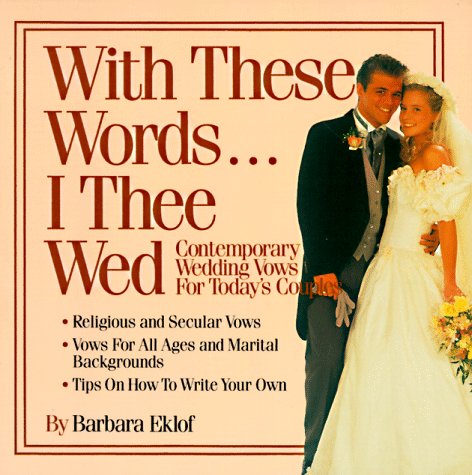 With These
Words...
I Thee
Wed
Contemporary
Wedding Vows
For Today's Couples
• Religious and Secular Vows
• Vows For All Ages and Marital
Backgrounds
• Tips On How To Write Your Own
By Barbara Eklof